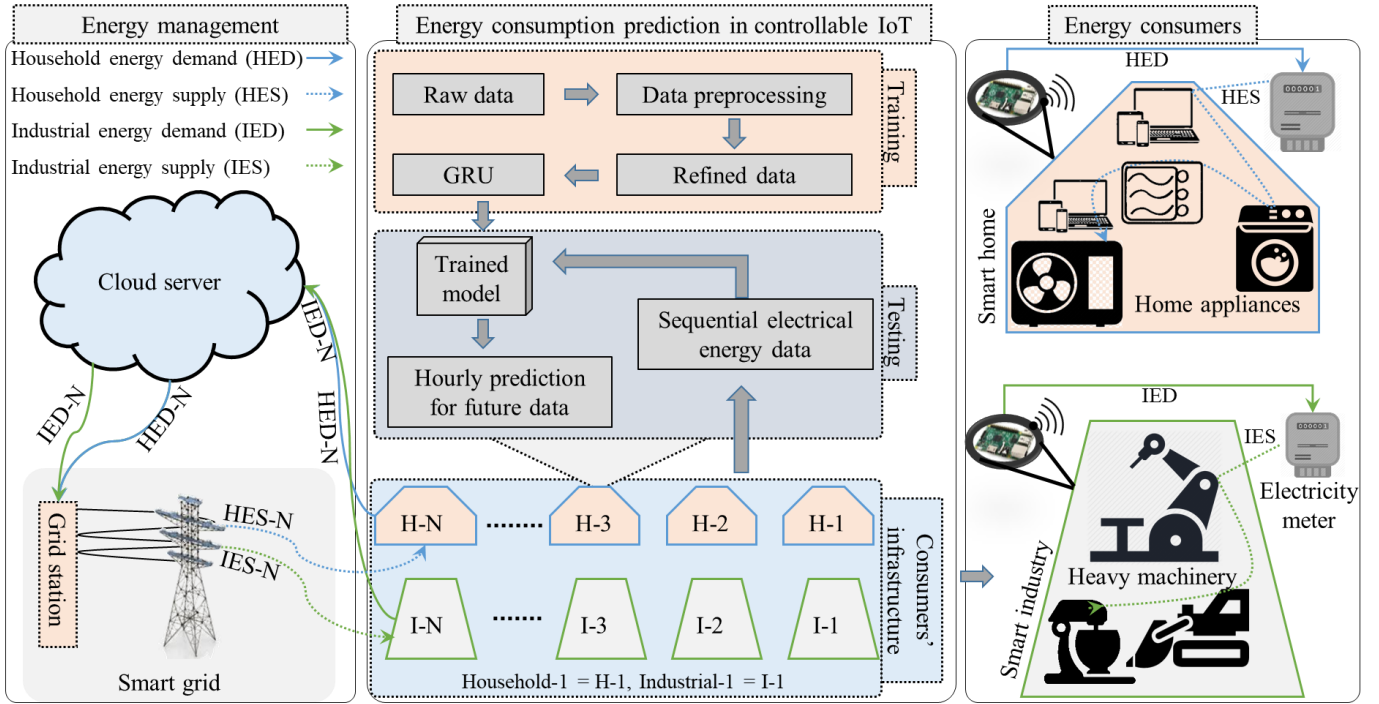 Energy management
Household energy demand (HED)
Household energy supply (HES)
Industrial energy demand (IED)
Industrial energy supply (IES)
Cloud server
IED-N
HED-N
IED-N
HED-N
Grid station
HES-N
IES-N
Smart grid
Energy consumption prediction in controllable IoT
Raw data
Data preprocessing
GRU
Refined data
Training
Trained
model
Sequential electrical
energy data
Hourly prediction
for future data
Testing
H-N
H-3
H-2
H-1
I-N
I-3
I-2
I-1
Household-1 = H-1, Industrial-1 = I-1
Consumers'
infrastructure
Energy consumers
HED
HES
000001
Smart home
Home appliances
IED
IES
000001
Electricity
meter
Heavy machinery
Smart industry